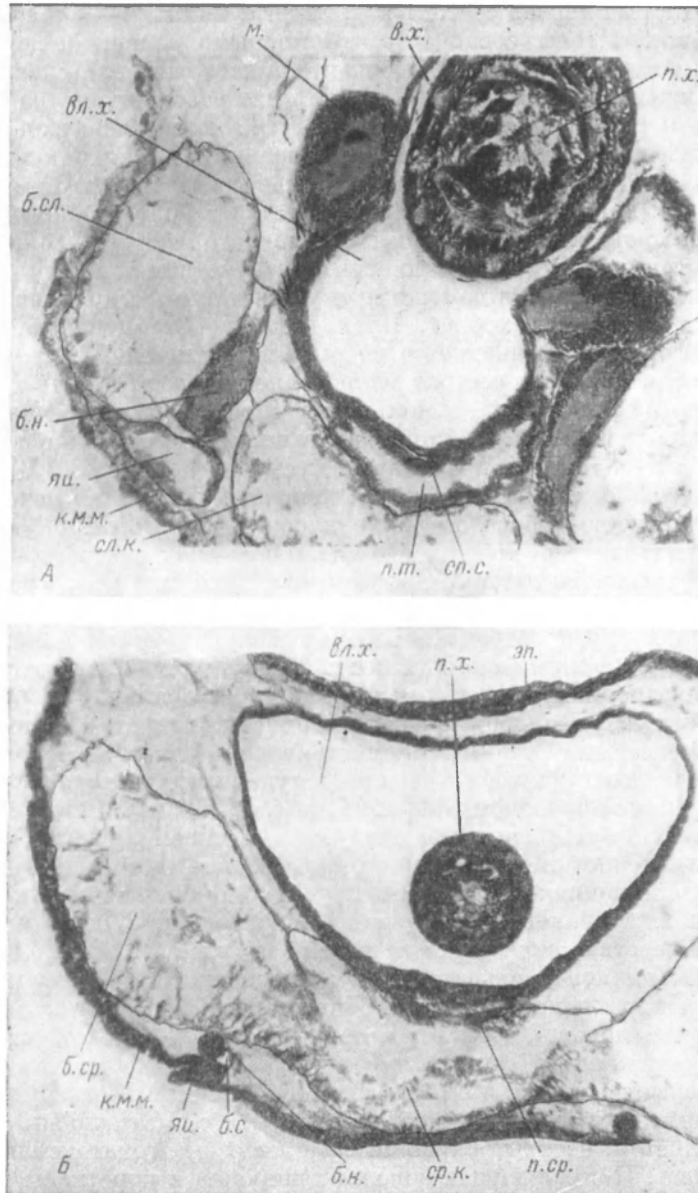 м.
в.х.
п.х.
вл.х.
б.сл.
б.н.
яи.
к.м.м.
сл.к.
А
п.т.
сп.с.
вл.х.
п.х.
эп.
б.ср.
к.м.м.
яи.
б.с
б.н.
ср.к.
п.ср.
Б